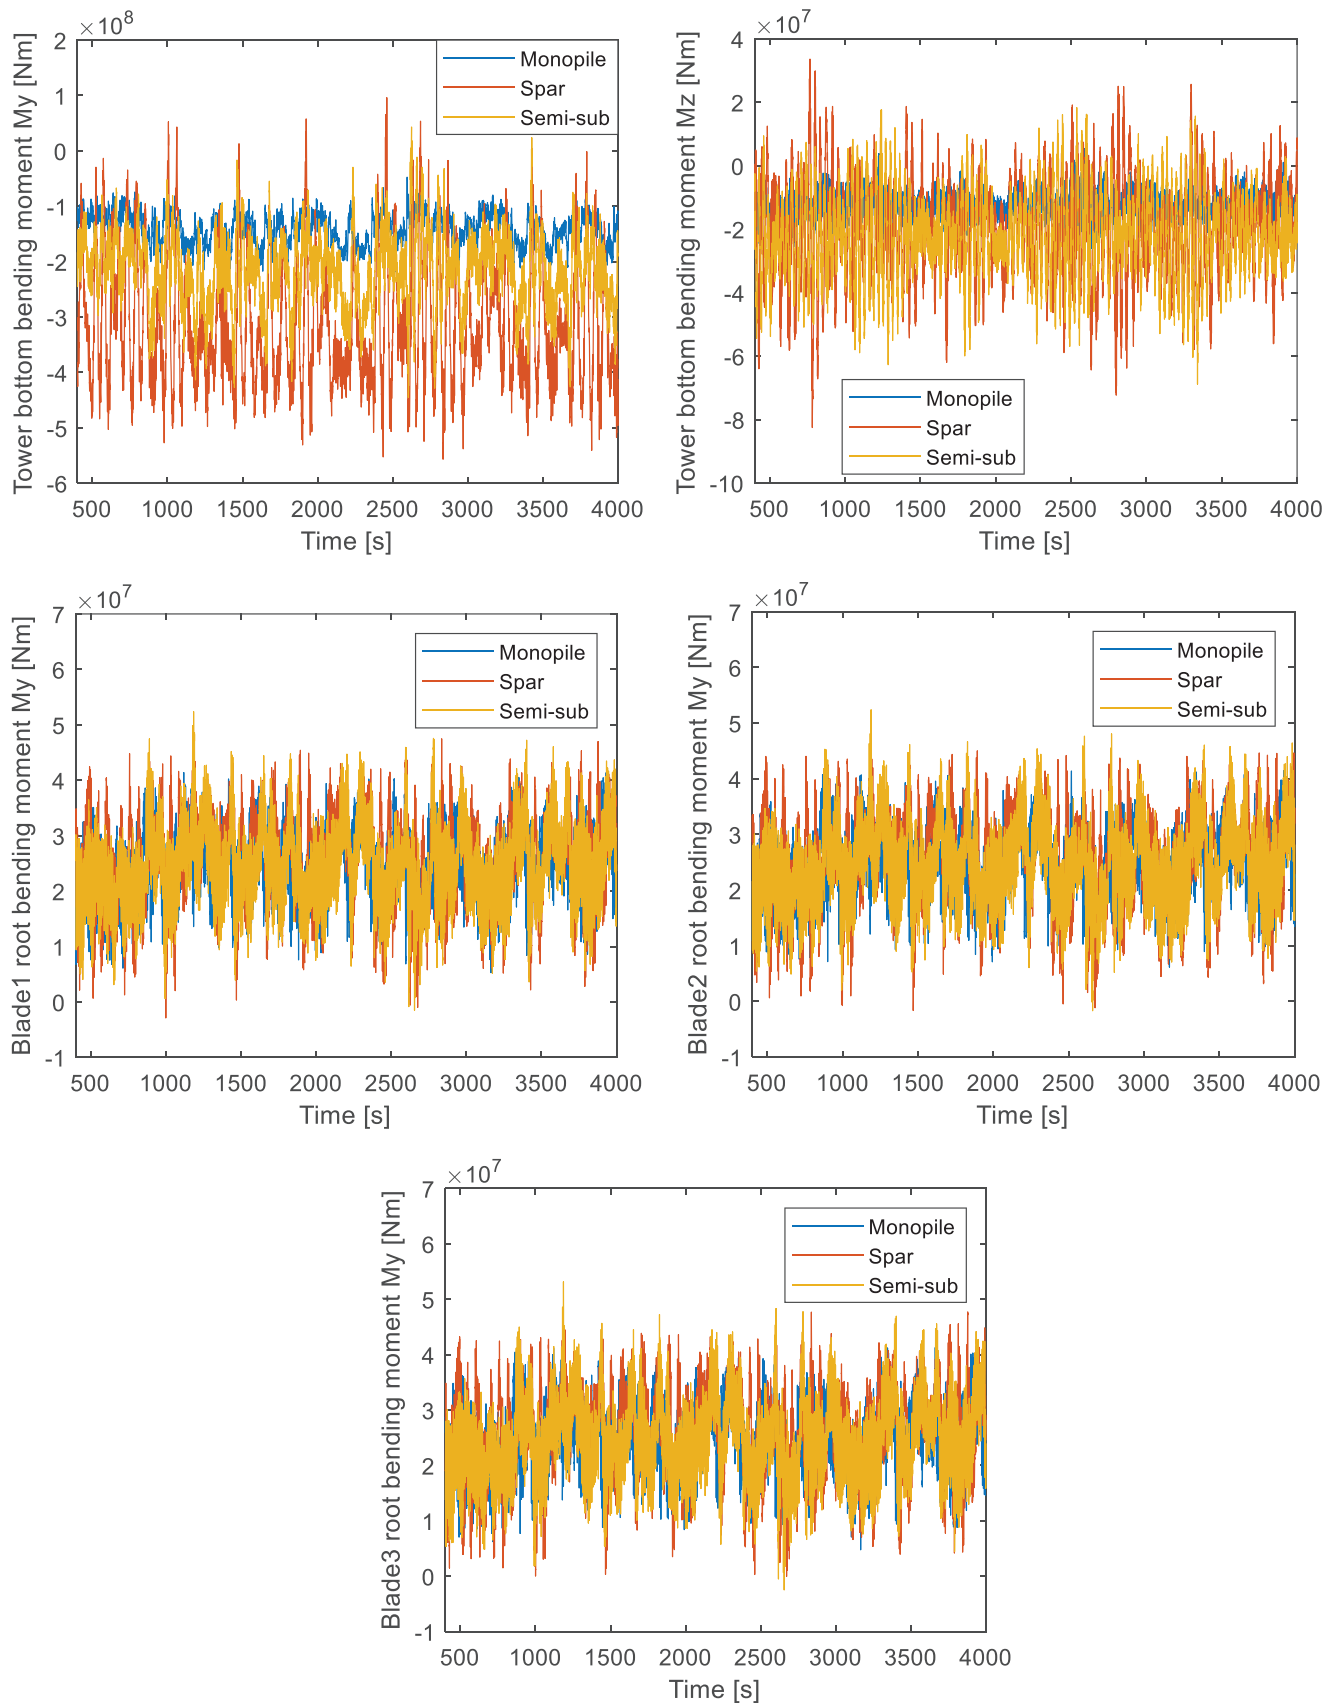 ×10^8
2
1
0
-1
-2
-3
-4
-5
-6
Tower bottom bending moment My [Nm]
Monopile
Spar
Semi-sub
500 1000 1500 2000 2500 3000 3500 4000
Time [s]
×10^7
4
2
0
-2
-4
-6
-8
-10
Tower bottom bending moment Mz [Nm]
Monopile
Spar
Semi-sub
500 1000 1500 2000 2500 3000 3500 4000
Time [s]
×10^7
7
6
5
4
3
2
1
0
-1
Blade1 root bending moment My [Nm]
Monopile
Spar
Semi-sub
500 1000 1500 2000 2500 3000 3500 4000
Time [s]
×10^7
7
6
5
4
3
2
1
0
-1
Blade2 root bending moment My [Nm]
Monopile
Spar
Semi-sub
500 1000 1500 2000 2500 3000 3500 4000
Time [s]
×10^7
7
6
5
4
3
2
1
0
-1
Blade3 root bending moment My [Nm]
Monopile
Spar
Semi-sub
500 1000 1500 2000 2500 3000 3500 4000
Time [s]